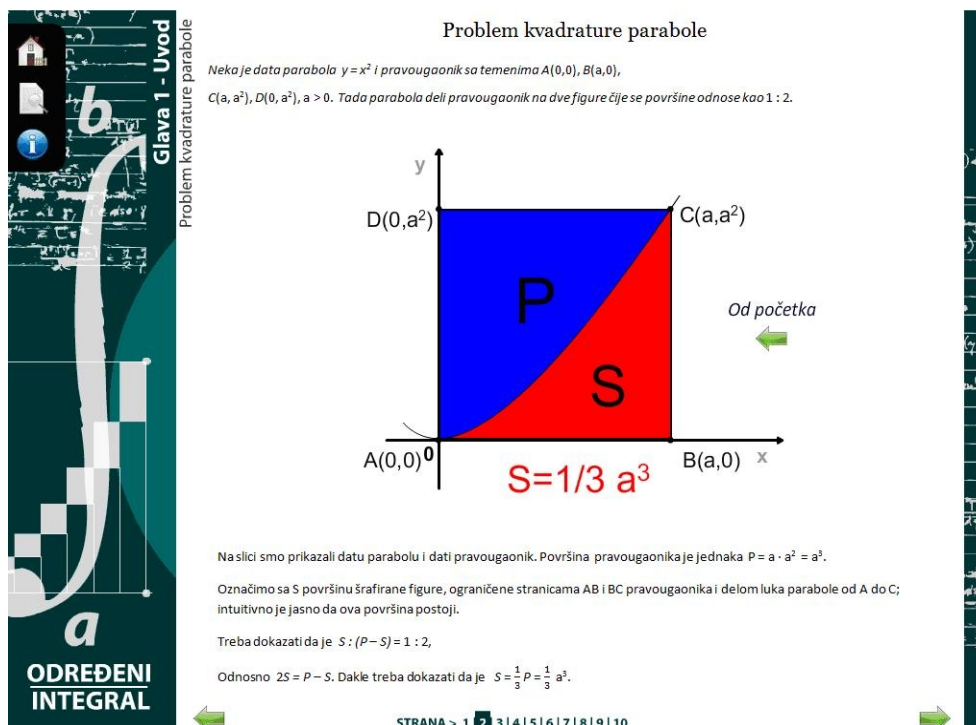 Glava 1 - Uvod
Problem kvadrature parabole
b
a
ODREĐENI
INTEGRAL
Problem kvadrature parabole
Neka je data parabola y = x² i pravougaonik sa temenima A(0,0), B(a,0),
C(a, a²), D(0, a²), a > 0. Tada parabola deli pravougaonik na dve figure čije se površine odnose kao 1 : 2.
y
D(0,a²)
C(a,a²)
P
Od početka
S
A(0,0) 0
B(a,0) x
S=1/3 a³
Na slici smo prikazali datu parabolu i dati pravougaonik. Površina pravougaonika je jednaka P = a · a² = a³.
Označimo sa S površinu šrafirane figure, ograničene stranicama AB i BC pravougaonika i delom luka parabole od A do C;
intuitivno je jasno da ova površina postoji.
Treba dokazati da je S : (P – S) = 1 : 2,
Odnosno 2S = P – S. Dakle treba dokazati da je S = 1/3 P = 1/3 a³.
STRANA > 1 | 2 | 3 | 4 | 5 | 6 | 7 | 8 | 9 | 10